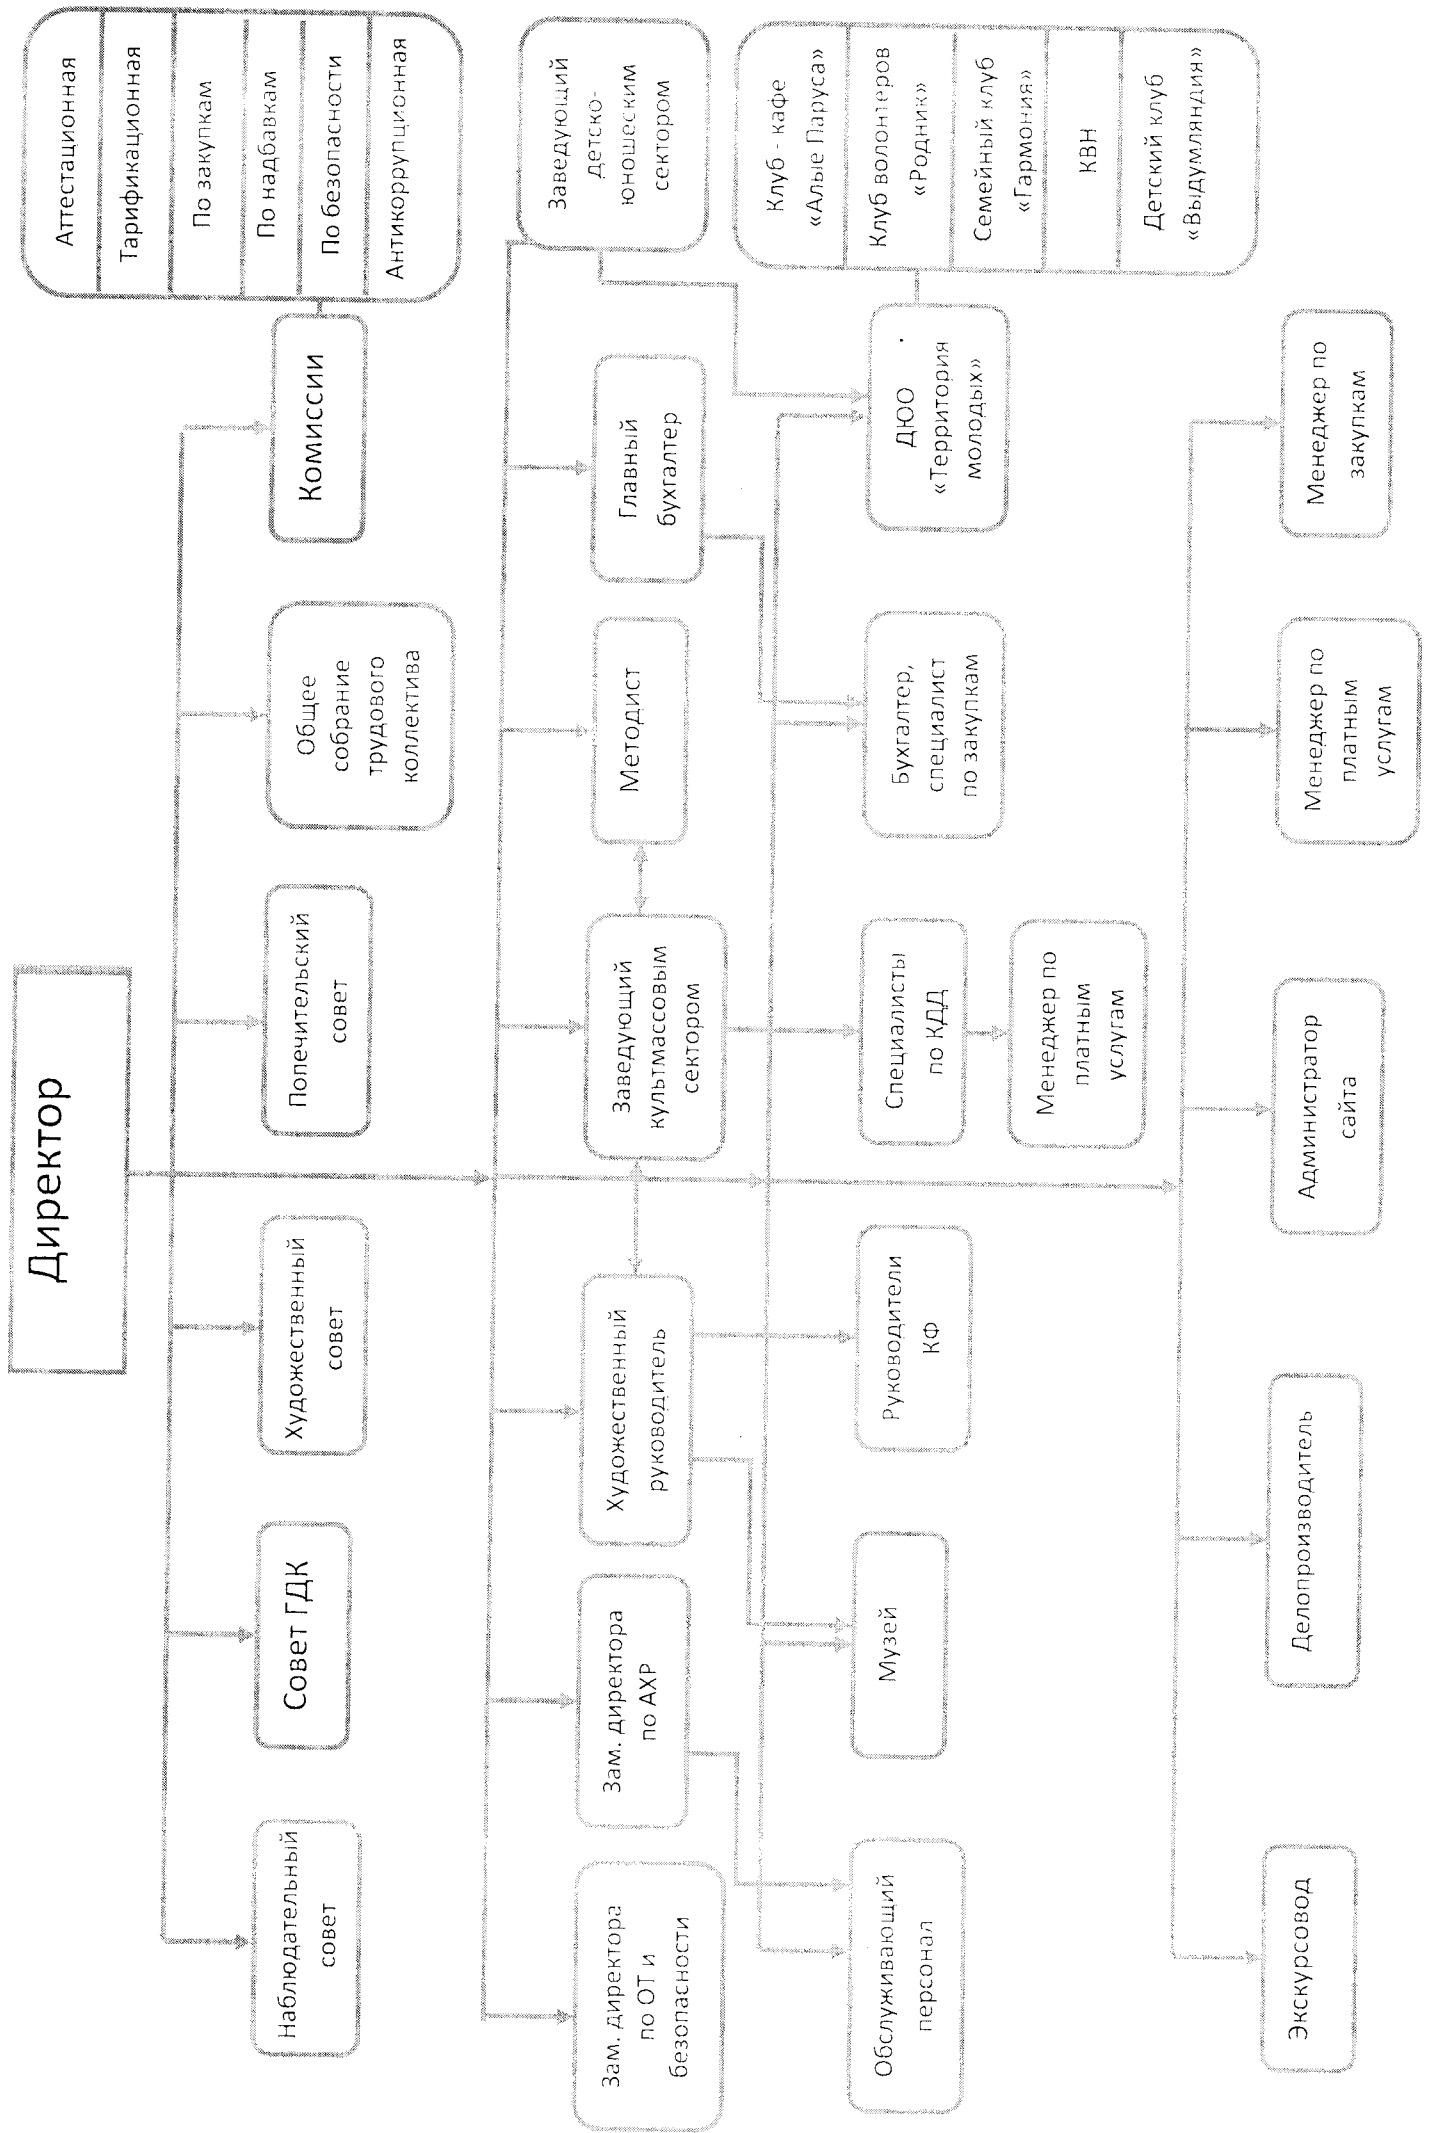 Директор
Наблюдательный
совет
Совет ГДК
Художественный
совет
Попечительский
совет
Общее
собрание
трудового
коллектива
Комиссии
Аттестационная
Тарификационная
По закупкам
По надбавкам
По безопасности
Антикоррупционная
Зам. директора
по ОТ и
безопасности
Зам. директора
по АХР
Художественный
руководитель
Заведующий
культмассовым
сектором
Методист
Главный
бухгалтер
Заведующий
детско-
юношеским
сектором
Обслуживающий
персонал
Музей
Руководители
КФ
Специалисты
по КДД
Менеджер по
платным
услугам
Бухгалтер,
специалист
по закупкам
ДЮО
«Территория
молодых»
Клуб - кафе
«Алые Паруса»
Клуб волонтеров
«Родник»
Семейный клуб
«Гармония»
КВН
Детский клуб
«Выдумляндия»
Экскурсовод
Делопроизводитель
Администратор
сайта
Менеджер по
платным
услугам
Менеджер по
закупкам